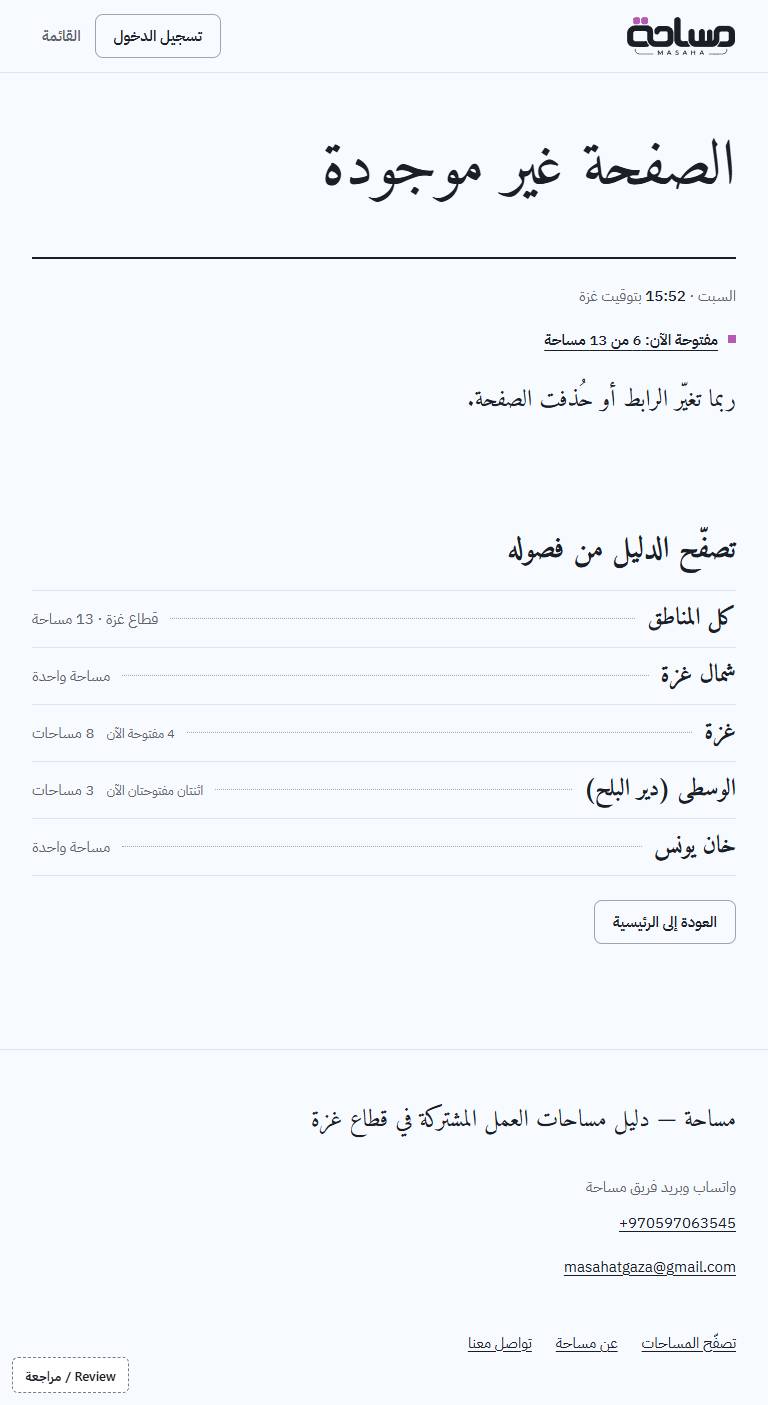 مساحة
MASAHA
تسجيل الدخول
القائمة
الصفحة غير موجودة
السبت · 15:52 بتوقيت غزة
مفتوحة الآن: 6 من 13 مساحة
ربما تغيّر الرابط أو حُذفت الصفحة.
تصفّح الدليل من فصوله
كل المناطق قطاع غزة · 13 مساحة
شمال غزة مساحة واحدة
غزة 4 مفتوحة الآن 8 مساحات
الوسطى (دير البلح) اثنتان مفتوحتان الآن 3 مساحات
خان يونس مساحة واحدة
العودة إلى الرئيسية
مساحة — دليل مساحات العمل المشتركة في قطاع غزة
واتساب وبريد فريق مساحة
+970597063545
masahatgaza@gmail.com
تصفّح المساحات عن مساحة تواصل معنا
مراجعة / Review